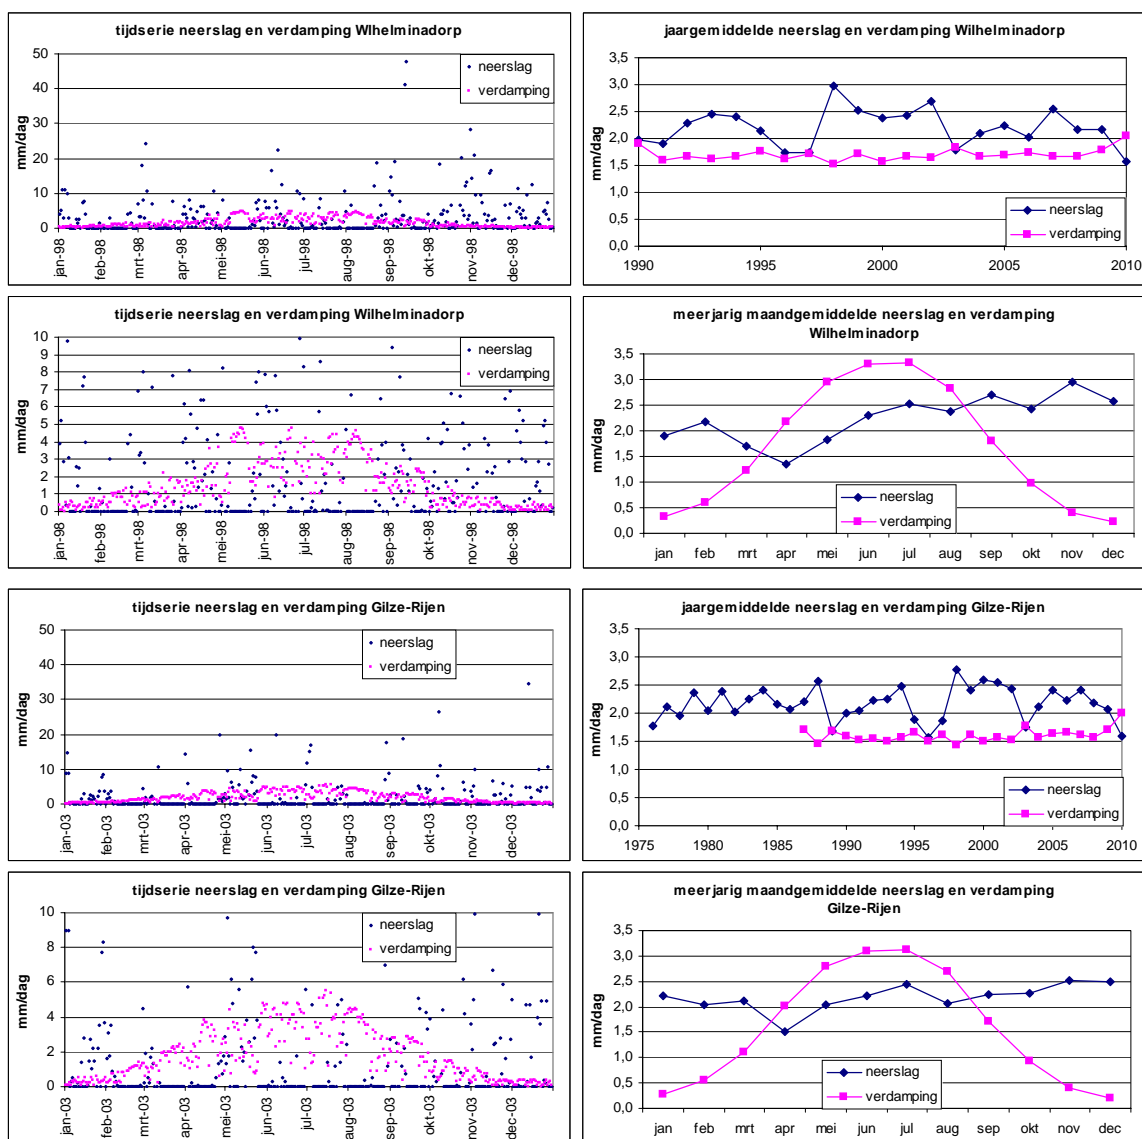 tijdserie neerslag en verdamping WIhelminadorp
50
40
30
20
10
0
mm/dag
neerslag
verdamping
jan-98
feb-98
mrt-98
apr-98
mei-98
jun-98
jul-98
aug-98
sep-98
okt-98
nov-98
dec-98
jaargemiddelde neerslag en verdamping Wilhelminadorp
3,5
3,0
2,5
2,0
1,5
1,0
0,5
0,0
mm/dag
neerslag
verdamping
1990
1995
2000
2005
2010
tijdserie neerslag en verdamping Wilhelminadorp
10
9
8
7
6
5
4
3
2
1
0
mm/dag
neerslag
verdamping
jan-98
feb-98
mrt-98
apr-98
mei-98
jun-98
jul-98
aug-98
sep-98
okt-98
nov-98
dec-98
meerjarig maandgemiddelde neerslag en verdamping
Wilhelminadorp
3,5
3,0
2,5
2,0
1,5
1,0
0,5
0,0
mm/dag
neerslag
verdamping
jan
feb
mrt
apr
mei
jun
jul
aug
sep
okt
nov
dec
tijdserie neerslag en verdamping Gilze-Rijen
50
40
30
20
10
0
mm/dag
neerslag
verdamping
jan-03
feb-03
mrt-03
apr-03
mei-03
jun-03
jul-03
aug-03
sep-03
okt-03
nov-03
dec-03
jaargemiddelde neerslag en verdamping Gilze-Rijen
3,5
3,0
2,5
2,0
1,5
1,0
0,5
0,0
mm/dag
neerslag
verdamping
1975
1980
1985
1990
1995
2000
2005
2010
tijdserie neerslag en verdamping Gilze-Rijen
10
8
6
4
2
0
mm/dag
neerslag
verdamping
jan-03
feb-03
mrt-03
apr-03
mei-03
jun-03
jul-03
aug-03
sep-03
okt-03
nov-03
dec-03
meerjarig maandgemiddelde neerslag en verdamping
Gilze-Rijen
3,5
3,0
2,5
2,0
1,5
1,0
0,5
0,0
mm/dag
neerslag
verdamping
jan
feb
mrt
apr
mei
jun
jul
aug
sep
okt
nov
dec